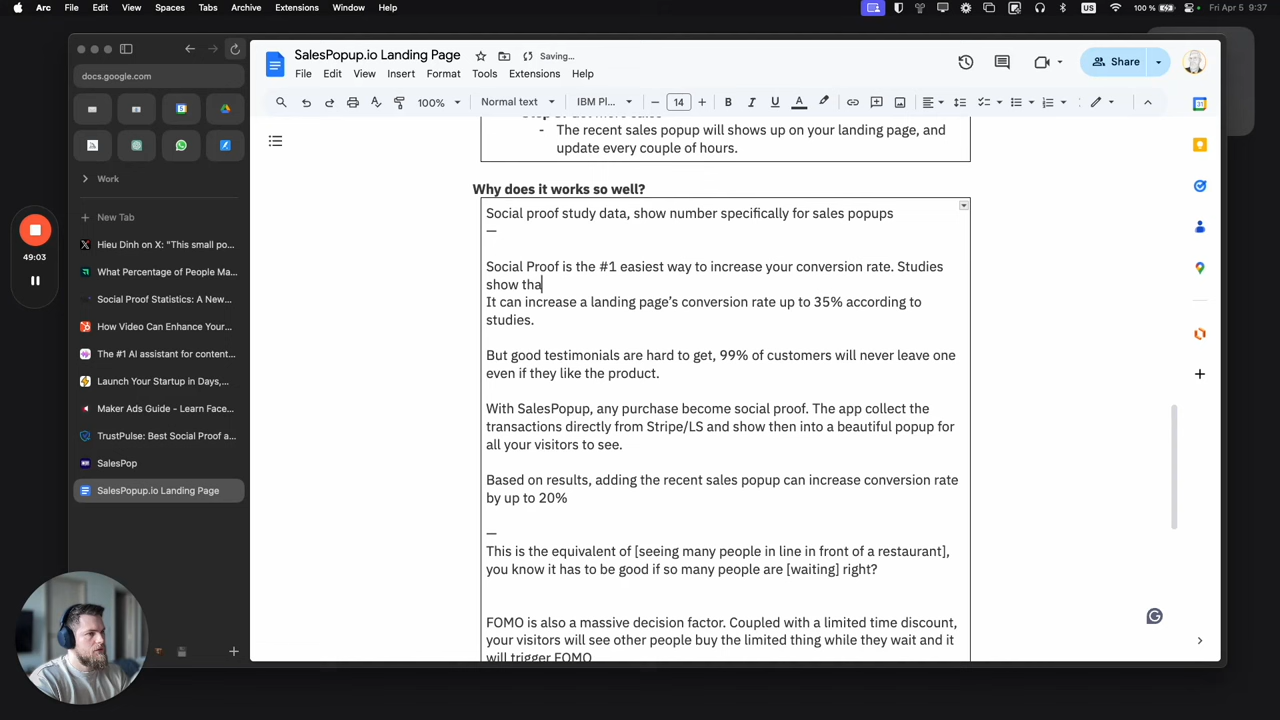 Arc File Edit View Spaces Tabs Archive Extensions Window Help
US 100 % Fri Apr 5 9:37
docs.google.com
Work
New Tab
Hieu Dinh on X: "This small po...
What Percentage of People Ma...
Social Proof Statistics: A New...
How Video Can Enhance Your...
The #1 AI assistant for content...
Launch Your Startup in Days,...
Maker Ads Guide - Learn Face...
TrustPulse: Best Social Proof a...
SalesPop
SalesPopup.io Landing Page
49:03
SalesPopup.io Landing Page
Saving...
File Edit View Insert Format Tools Extensions Help
Share
100% Normal text IBM Pl... 14 B I U A
- The recent sales popup will shows up on your landing page, and
update every couple of hours.
Why does it works so well?
Social proof study data, show number specifically for sales popups
—
Social Proof is the #1 easiest way to increase your conversion rate. Studies
show tha
It can increase a landing page's conversion rate up to 35% according to
studies.
But good testimonials are hard to get, 99% of customers will never leave one
even if they like the product.
With SalesPopup, any purchase become social proof. The app collect the
transactions directly from Stripe/LS and show then into a beautiful popup for
all your visitors to see.
Based on results, adding the recent sales popup can increase conversion rate
by up to 20%
—
This is the equivalent of [seeing many people in line in front of a restaurant],
you know it has to be good if so many people are [waiting] right?
FOMO is also a massive decision factor. Coupled with a limited time discount,
your visitors will see other people buy the limited thing while they wait and it
will trigger FOMO